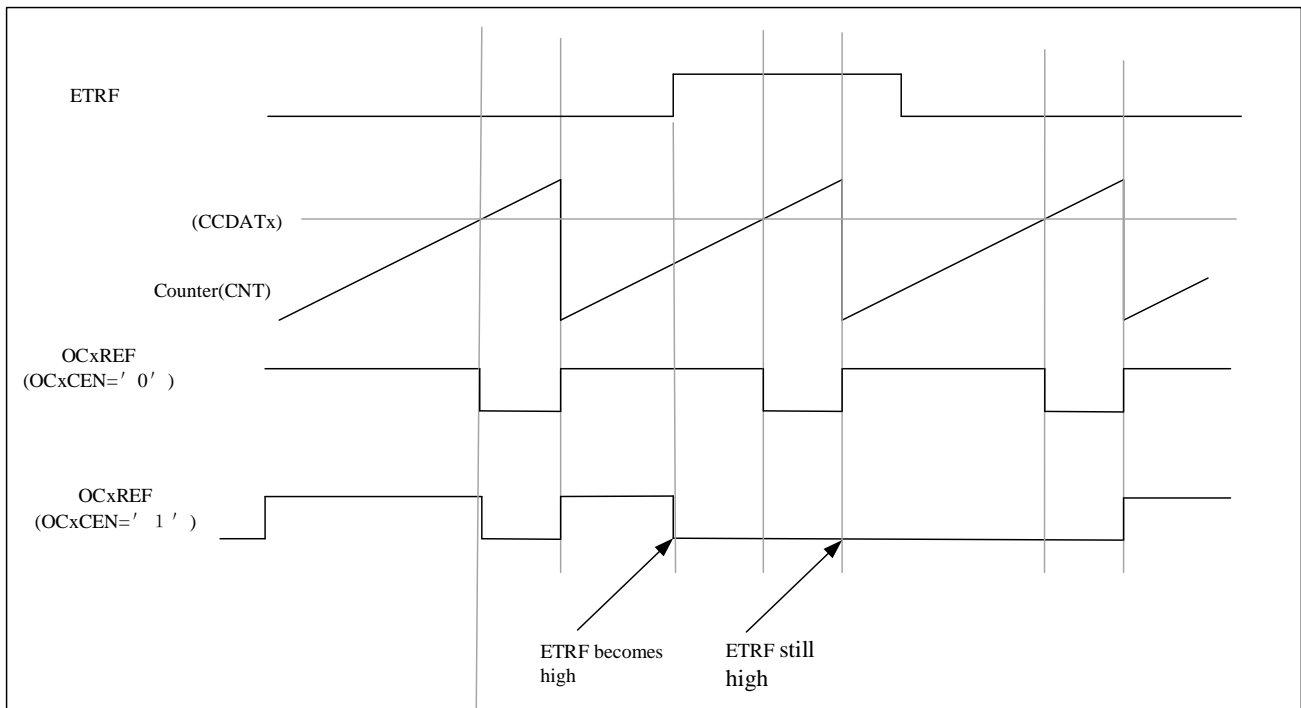 ETRF
(CCDATx)
Counter(CNT)
OCxREF
(OCxCEN=' 0' )
OCxREF
(OCxCEN=' 1 ' )
ETRF becomes
high
ETRF still
high